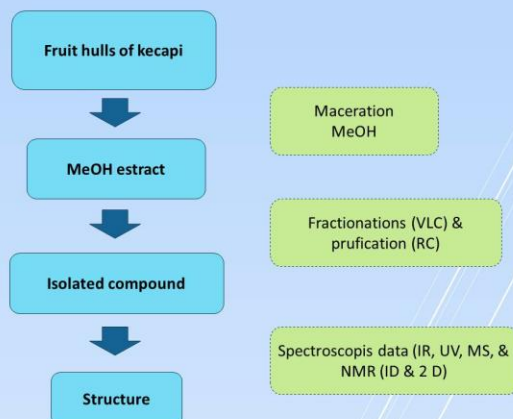 Fruit hulls of kecapi
Maceration
MeOH
MeOH estract
Fractionations (VLC) &
prufication (RC)
Isolated compound
Spectroscopis data (IR, UV, MS, &
NMR (ID & 2 D)
Structure